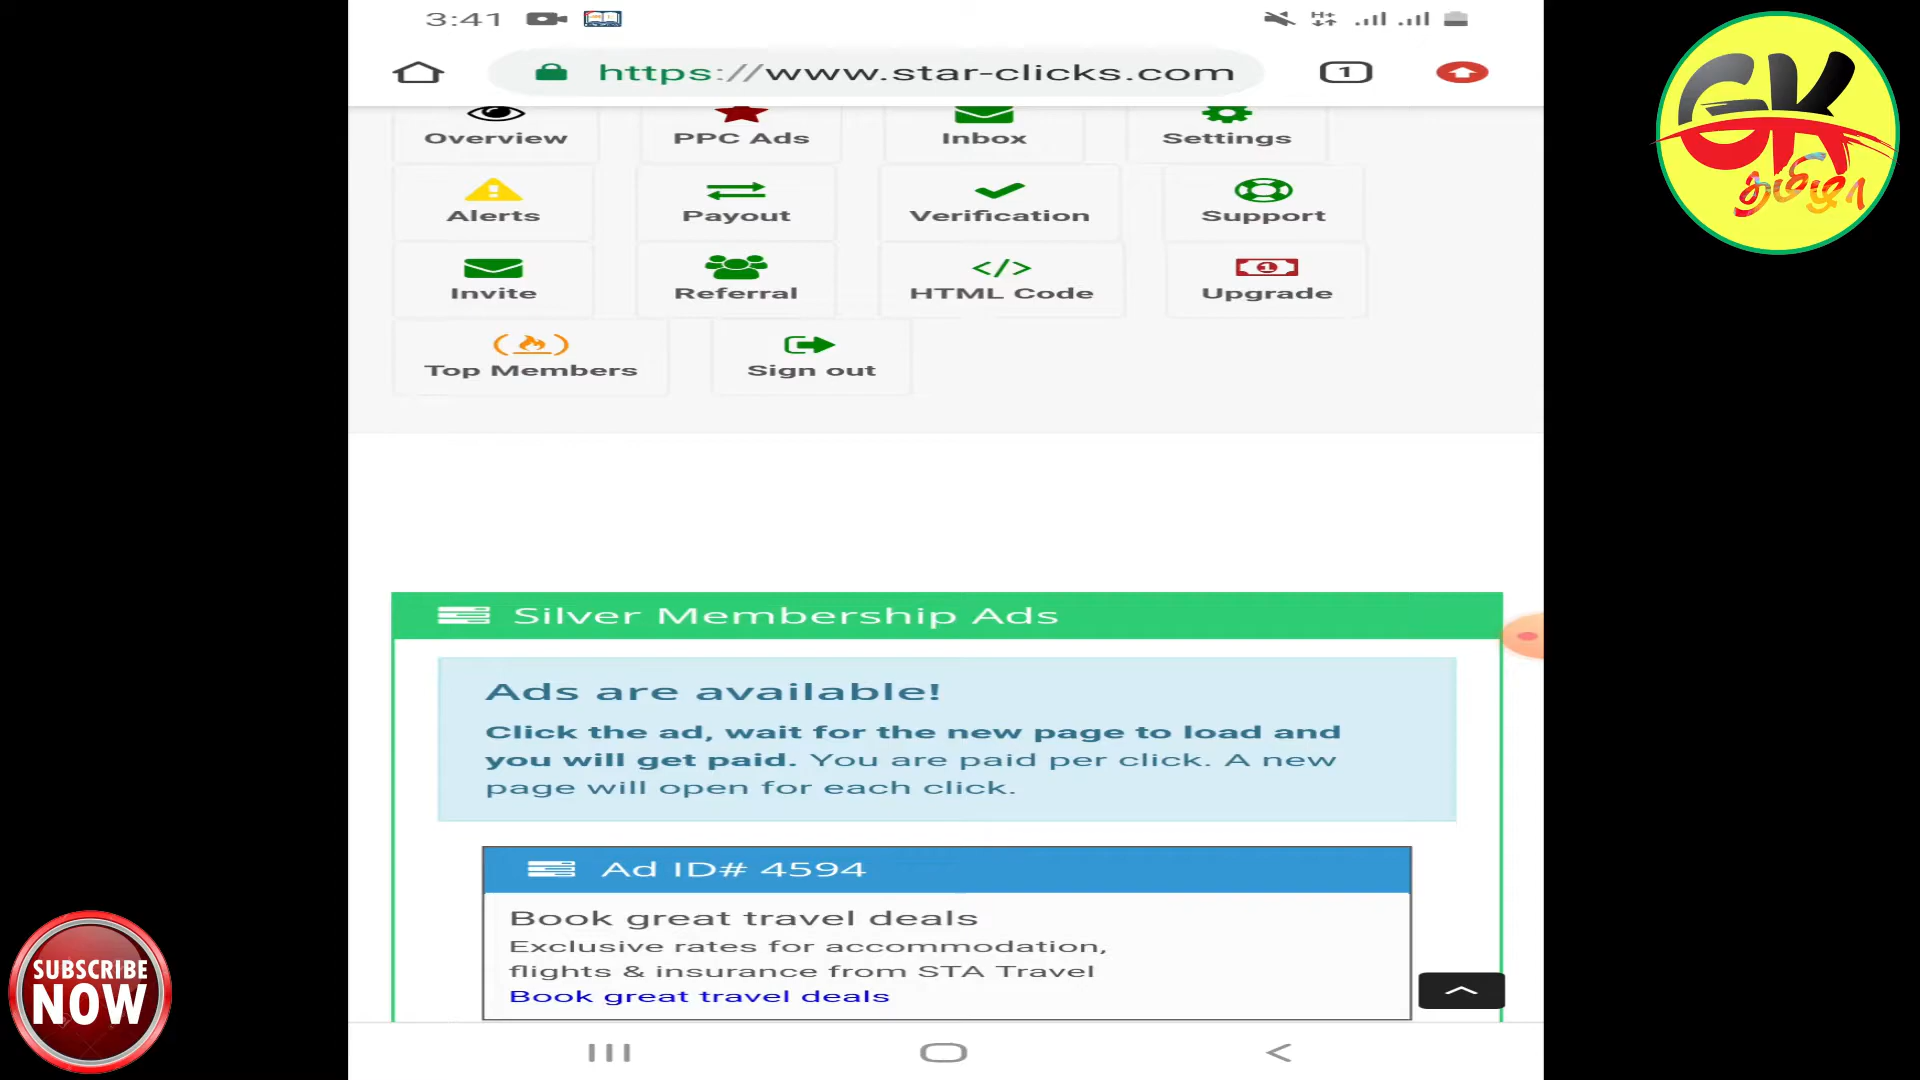 3:41
https://www.star-clicks.com
1
GK
தமிழா
Overview
PPC Ads
Inbox
Settings
Alerts
Payout
Verification
Support
Invite
Referral
HTML Code
Upgrade
Top Members
Sign out
Silver Membership Ads
Ads are available!
Click the ad, wait for the new page to load and
you will get paid. You are paid per click. A new
page will open for each click.
Ad ID# 4594
Book great travel deals
Exclusive rates for accommodation,
flights & insurance from STA Travel
Book great travel deals
SUBSCRIBE
NOW